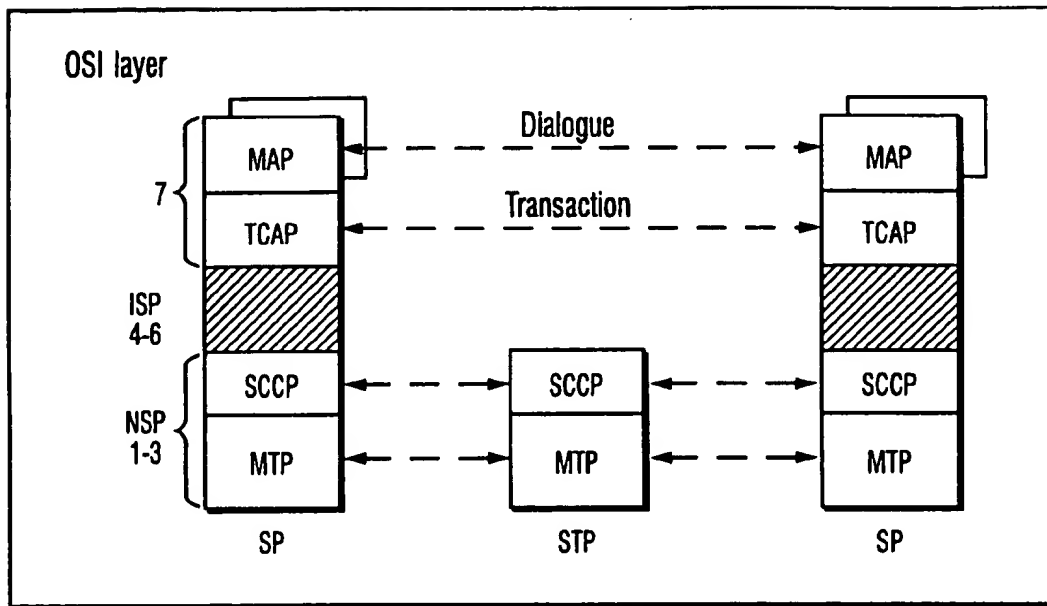 OSI layer
Dialogue
MAP
MAP
7
Transaction
TCAP
TCAP
ISP
4-6
SCCP
SCCP
SCCP
NSP
1-3
MTP
MTP
MTP
SP
STP
SP